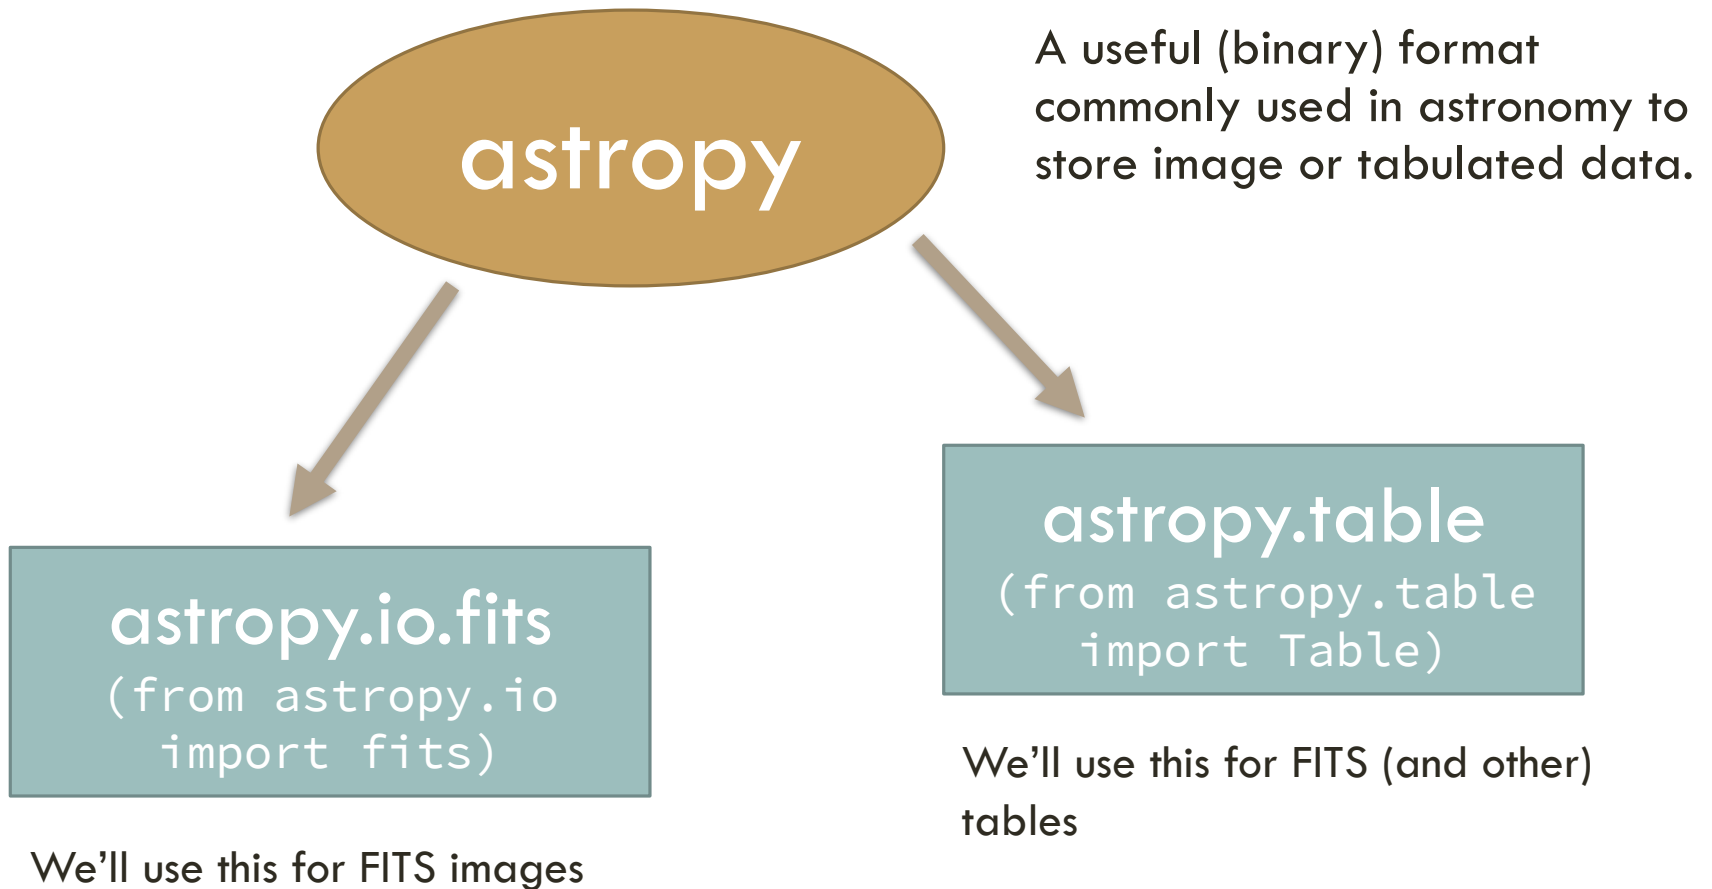 astropy
A useful (binary) format
commonly used in astronomy to
store image or tabulated data.
astropy.io.fits
(from astropy.io
import fits)
We’ll use this for FITS images
astropy.table
(from astropy.table
import Table)
We’ll use this for FITS (and other)
tables